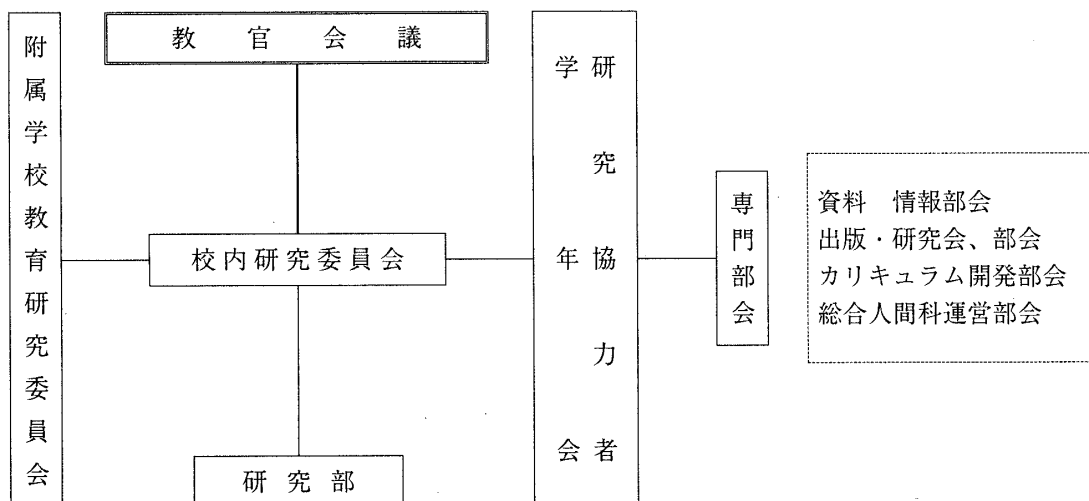 附属学校教育研究委員会
教官会議
校内研究委員会
研究部
研究協力者
学年会
専門部会
資料　情報部会
出版・研究会、部会
カリキュラム開発部会
総合人間科運営部会